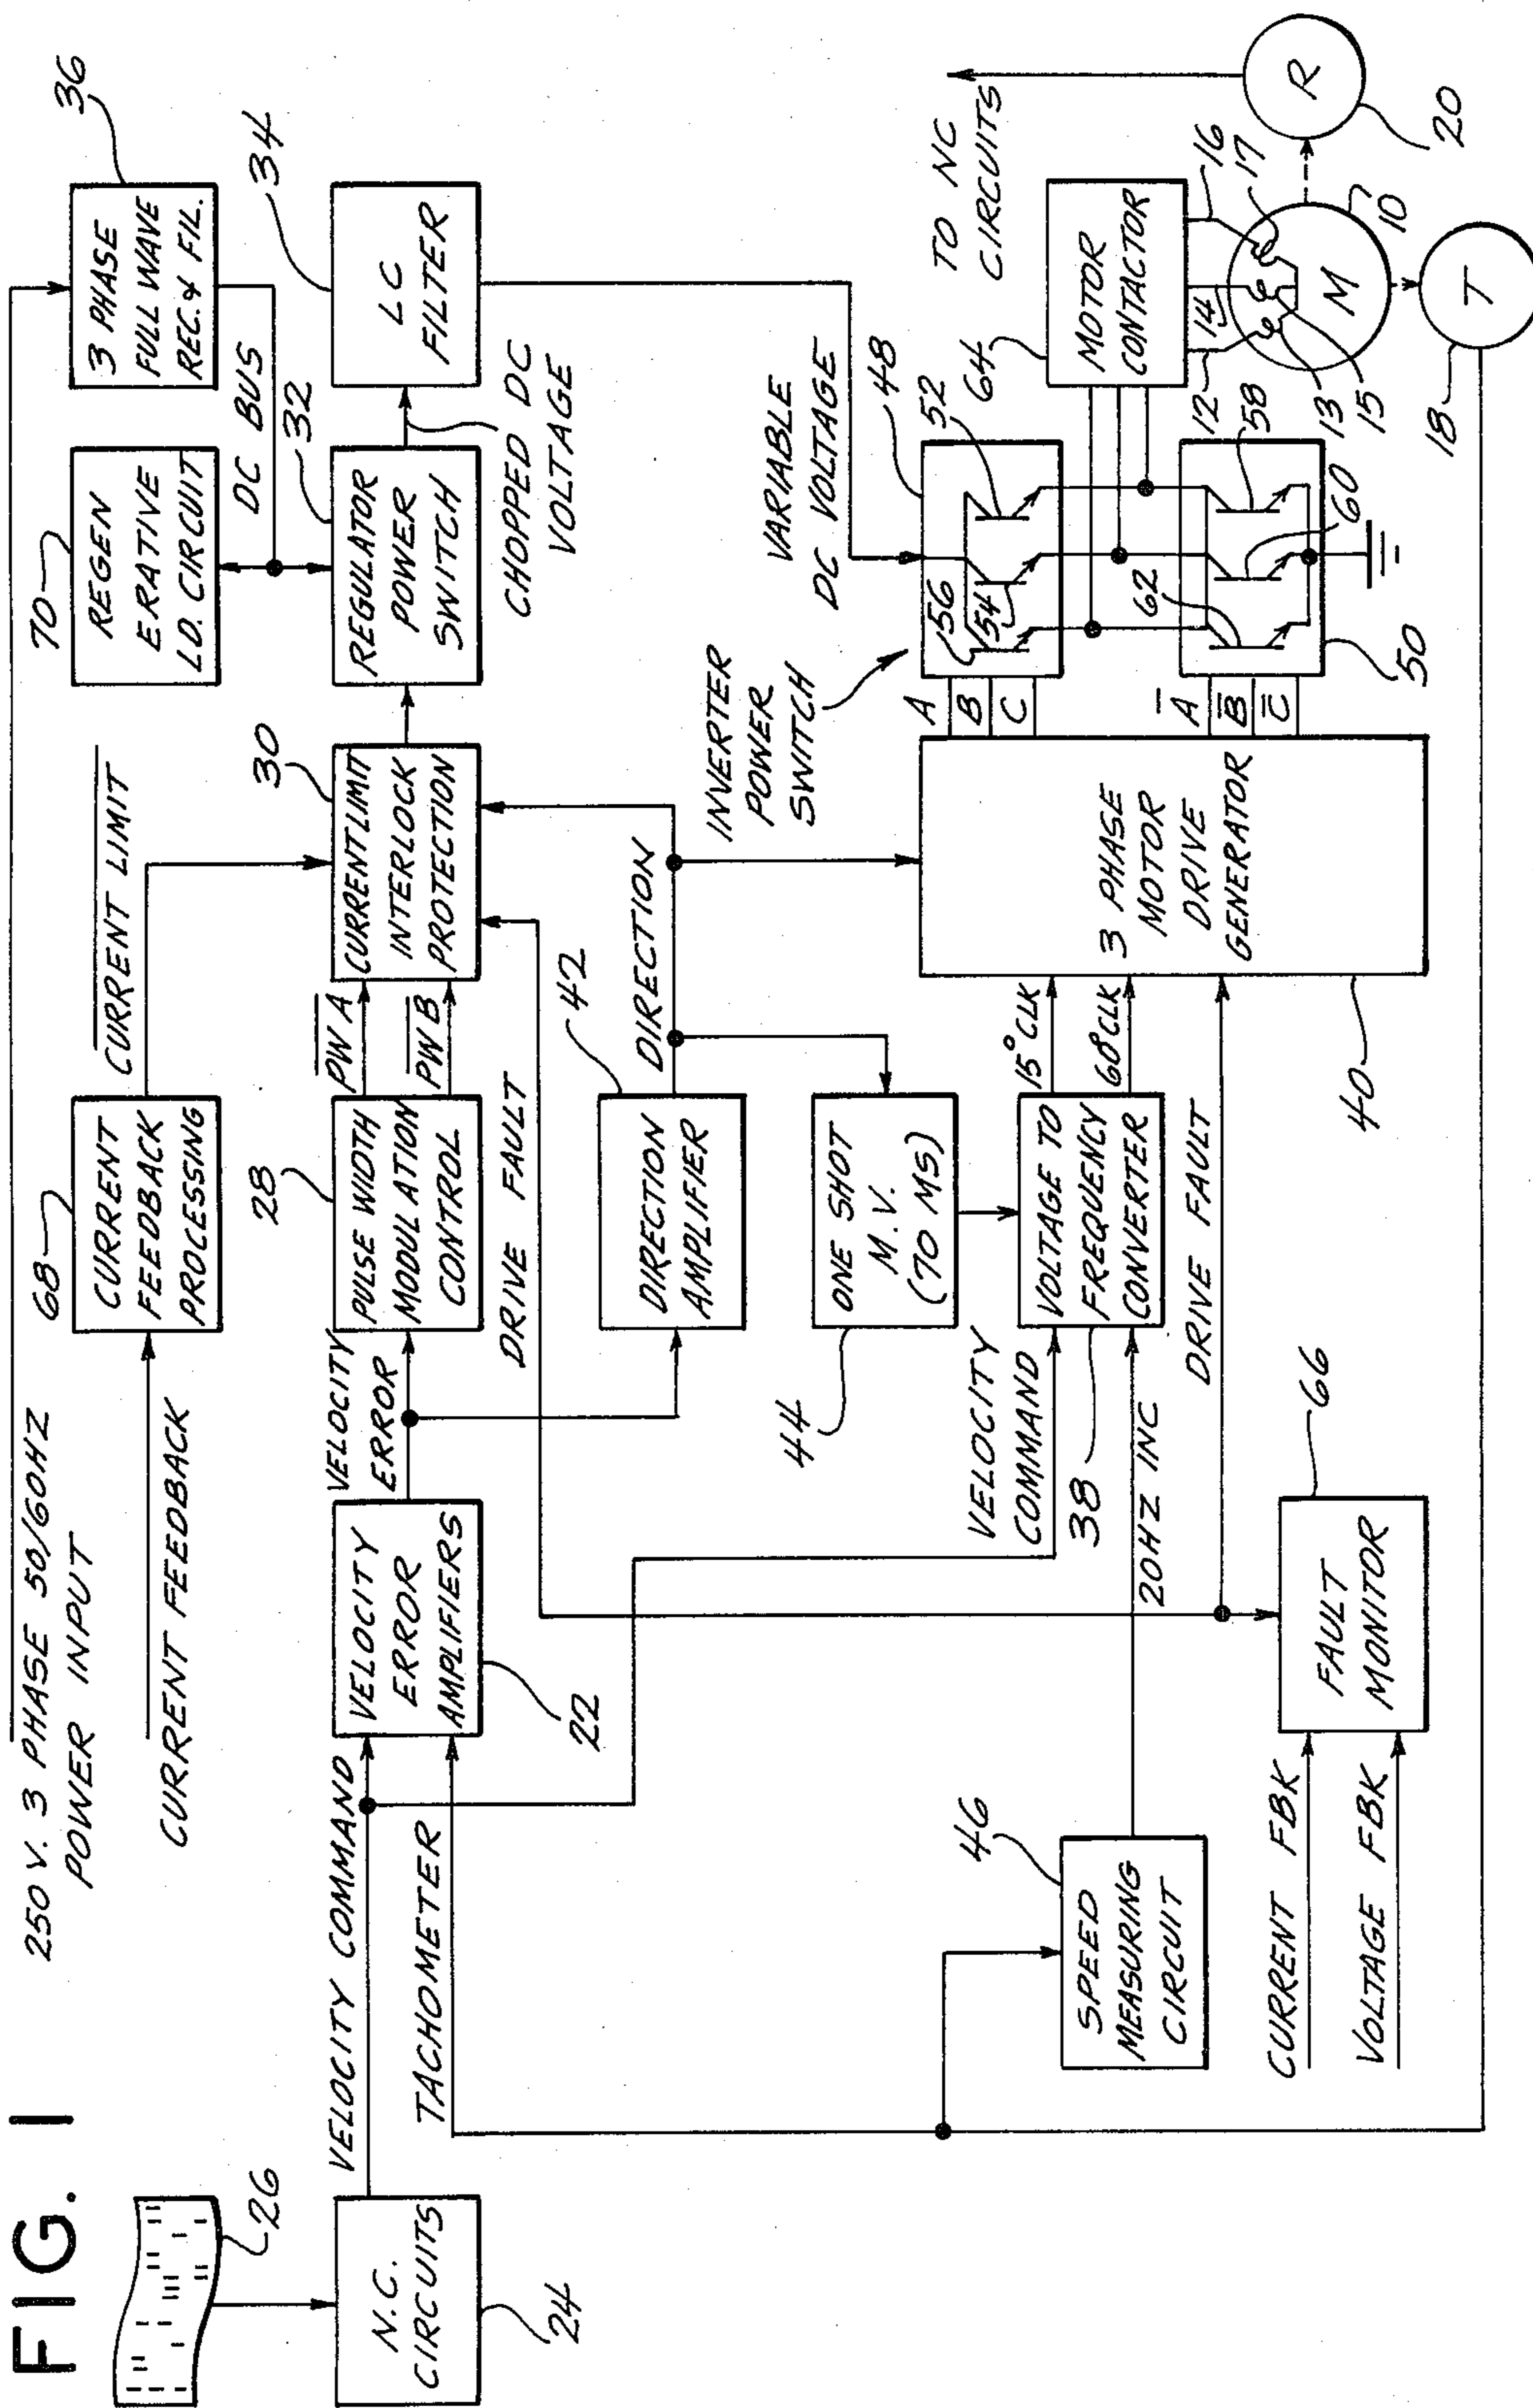 FIG. 1
250 V. 3 PHASE 50/60HZ
POWER INPUT
CURRENT FEEDBACK
68
CURRENT
FEEDBACK
PROCESSING
CURRENT LIMIT
70
REGEN
ERATIVE
LD. CIRCUIT
DC BUS
36
3 PHASE
FULL WAVE
REC. & FIL.
26
N.C.
CIRCUITS
24
VELOCITY COMMAND
TACHOMETER
VELOCITY
ERROR
AMPLIFIERS
22
VELOCITY
ERROR
28
PULSE WIDTH
MODULATION
CONTROL
PW A
PW B
30
CURRENT LIMIT
INTERLOCK
PROTECTION
32
REGULATOR
POWER
SWITCH
CHOPPED DC
VOLTAGE
34
LC
FILTER
DRIVE FAULT
42
DIRECTION
AMPLIFIER
DIRECTION
ONE SHOT
M.V.
(70 MS)
44
VELOCITY
COMMAND
38
20HZ INC
VOLTAGE TO
FREQUENCY
CONVERTER
15° CLK
60° CLK
DRIVE FAULT
46
SPEED
MEASURING
CIRCUIT
CURRENT FBK
VOLTAGE FBK
66
FAULT
MONITOR
3 PHASE
MOTOR
DRIVE
GENERATOR
40
INVERTER
POWER
SWITCH
VARIABLE
DC VOLTAGE
A
B
C
A
B
C
48
56
54
52
62
60
58
50
64
MOTOR
CONTACTOR
TO NC
CIRCUITS
12
14
16
13
15
17
M
10
R
20
T
18